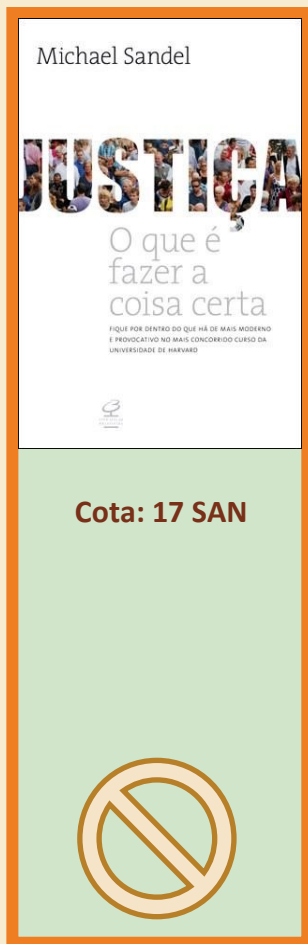 Michael Sandel
JUSTIÇA
O que é
fazer a
coisa certa
FIQUE POR DENTRO DO QUE HÁ DE MAIS MODERNO
E PROVOCATIVO NO MAIS CONCORRIDO CURSO DA
UNIVERSIDADE DE HARVARD
Cota: 17 SAN